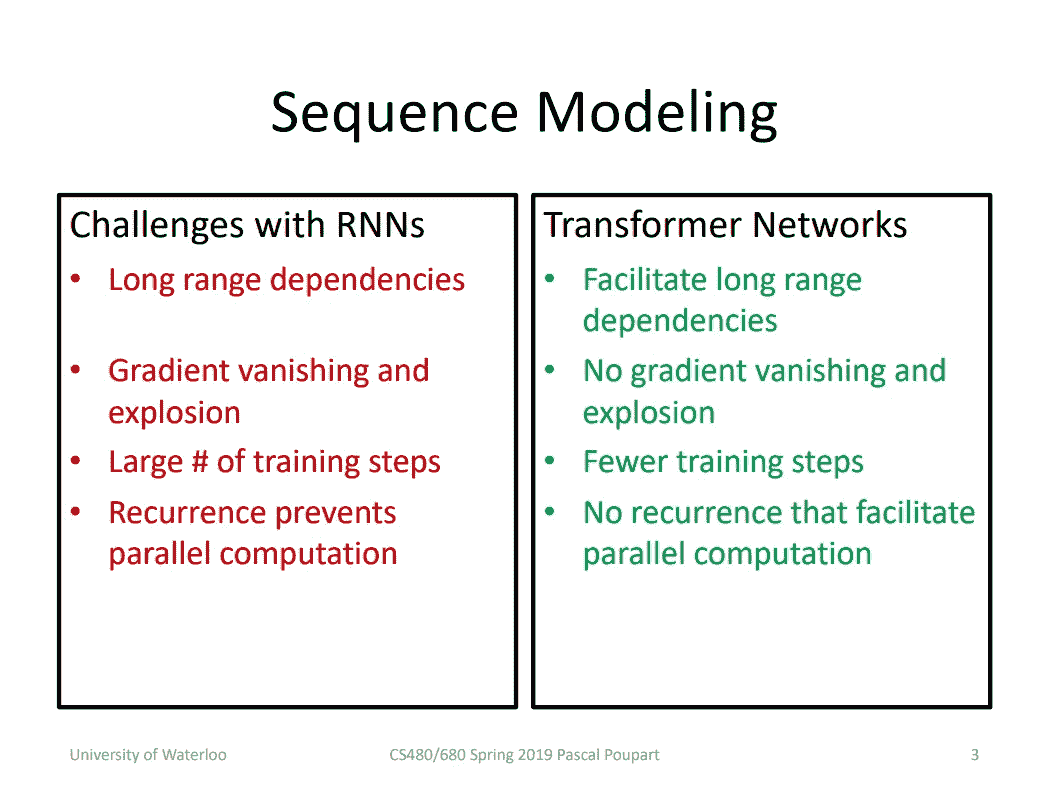 Sequence Modeling
Challenges with RNNs
• Long range dependencies
• Gradient vanishing and
explosion
• Large # of training steps
• Recurrence prevents
parallel computation
Transformer Networks
• Facilitate long range
dependencies
• No gradient vanishing and
explosion
• Fewer training steps
• No recurrence that facilitate
parallel computation
University of Waterloo
CS480/680 Spring 2019 Pascal Poupart
3